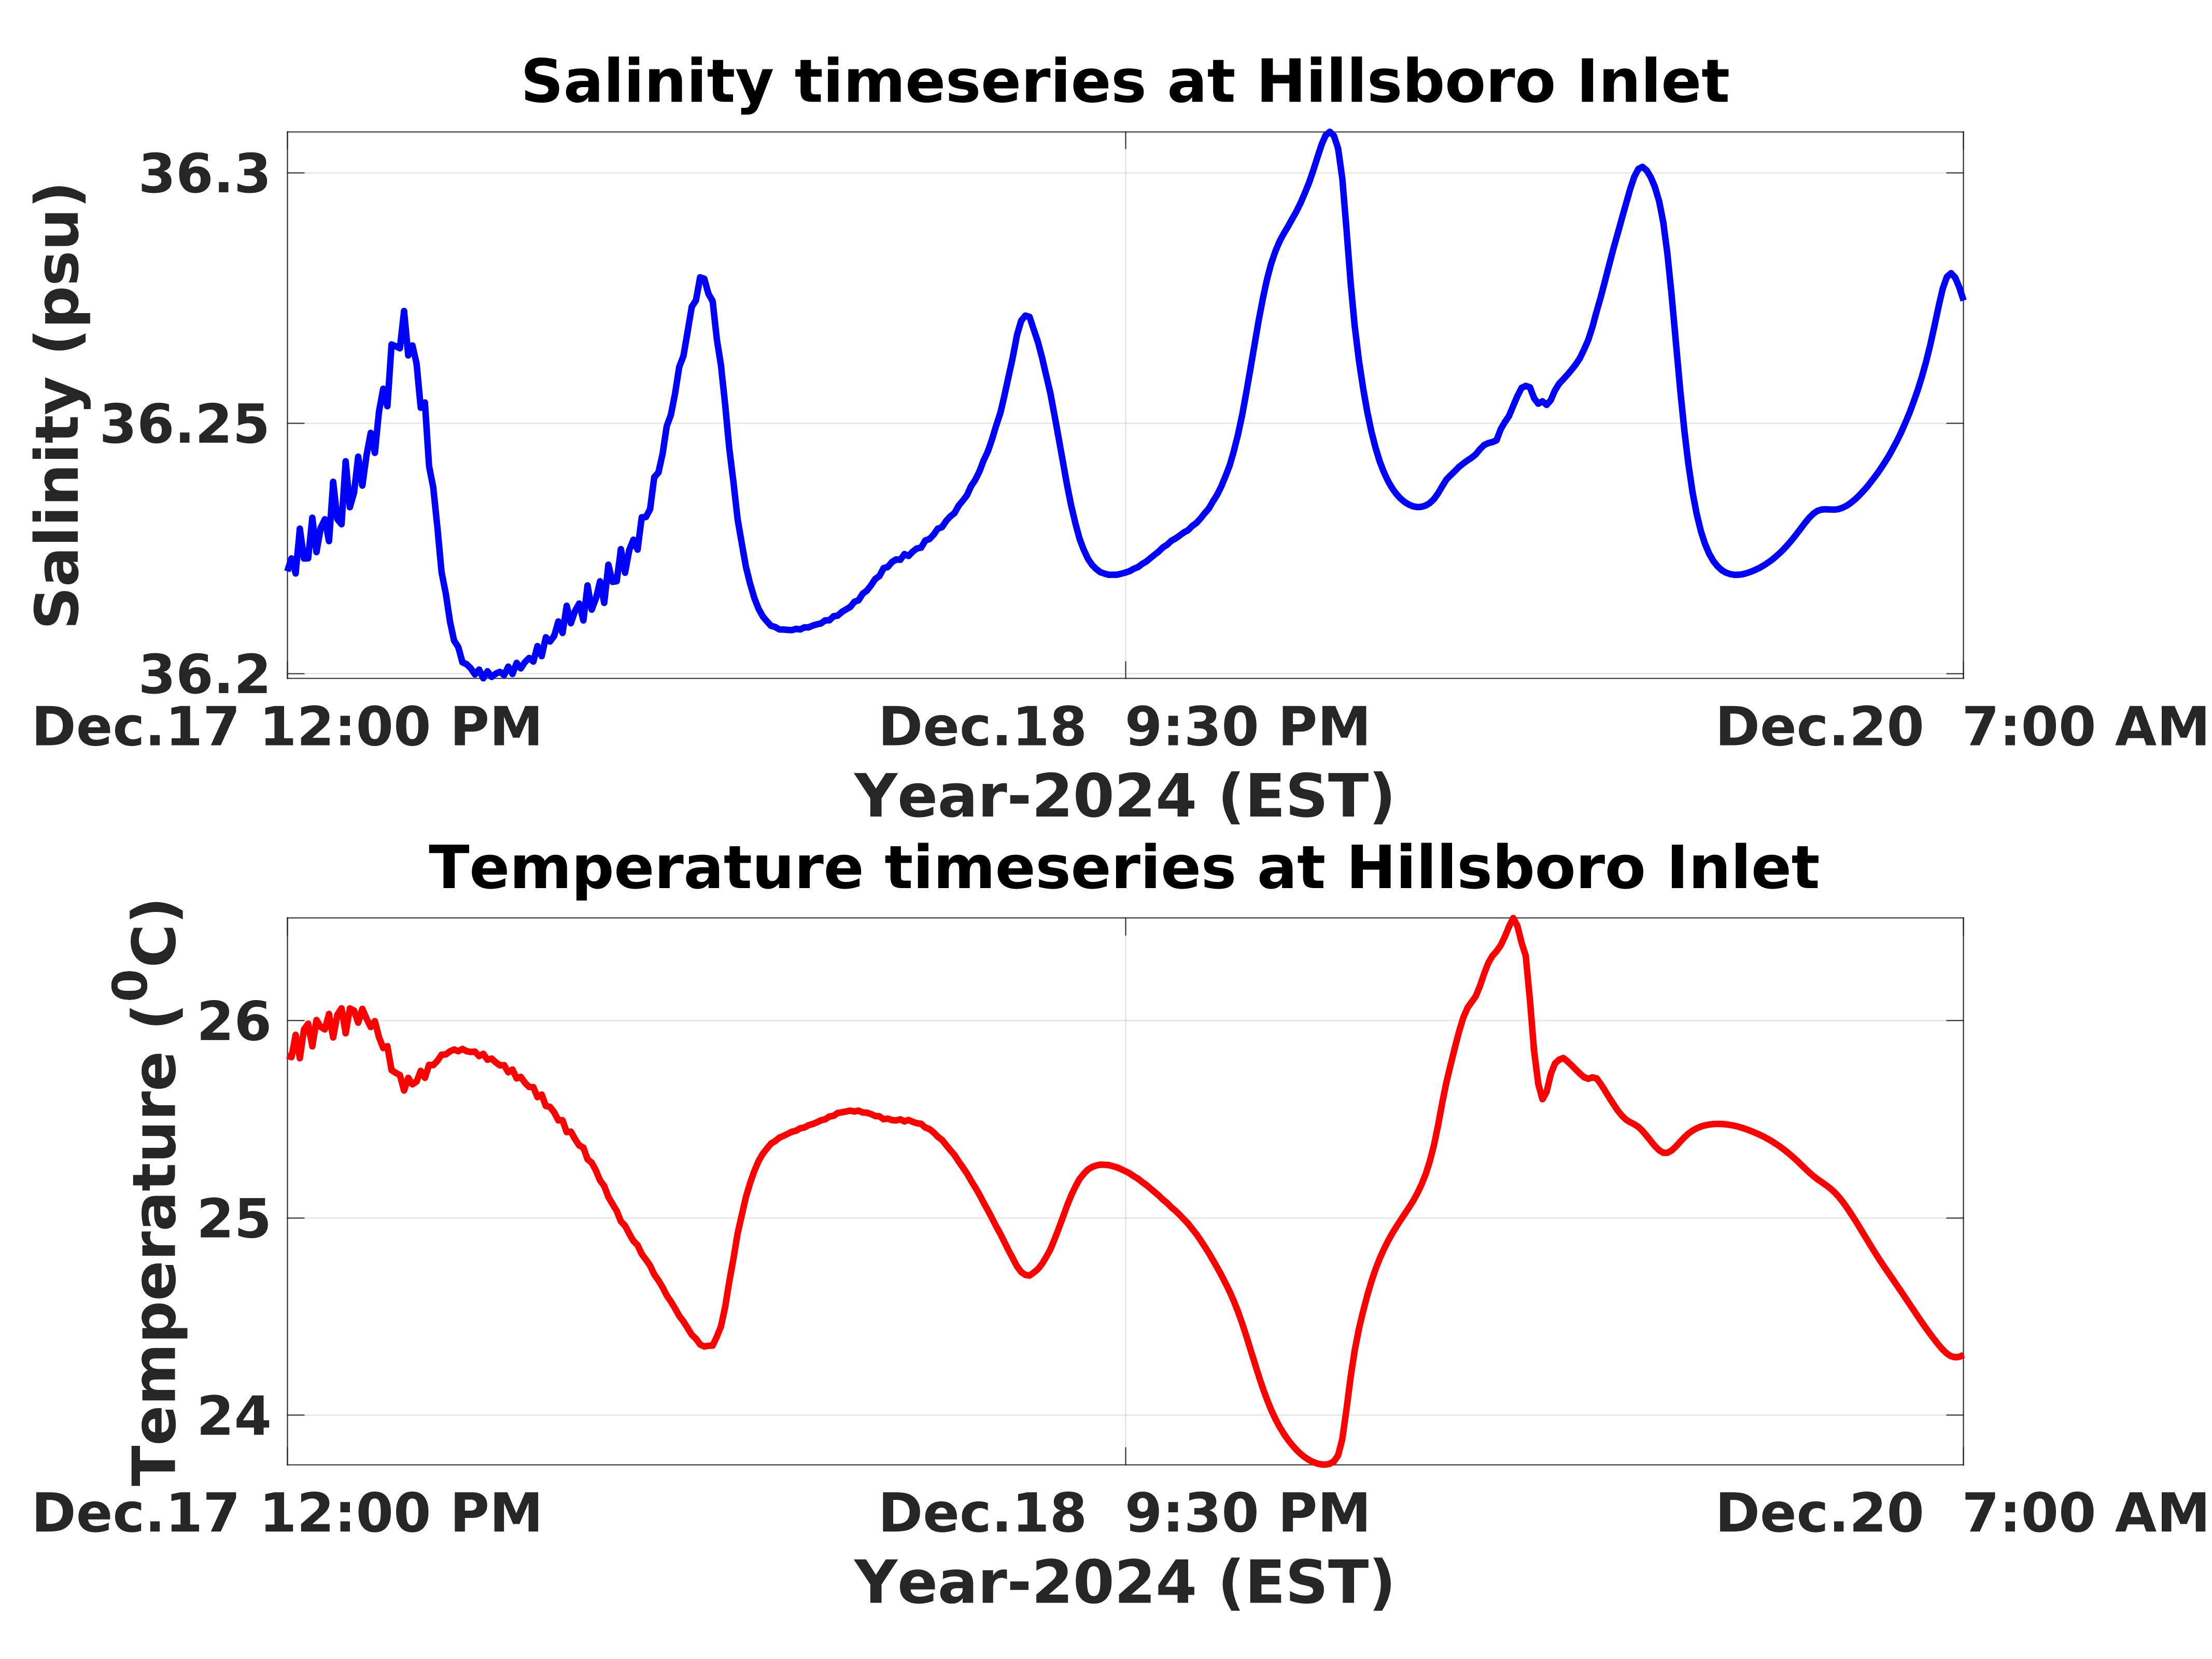 Salinity timeseries at Hillsboro Inlet
Salinity (psu)
36.3
36.25
36.2
Dec.17 12:00 PM
Dec.18 9:30 PM
Dec.20 7:00 AM
Year-2024 (EST)
Temperature timeseries at Hillsboro Inlet
Temperature (⁰C)
26
25
24
Dec.17 12:00 PM
Dec.18 9:30 PM
Dec.20 7:00 AM
Year-2024 (EST)